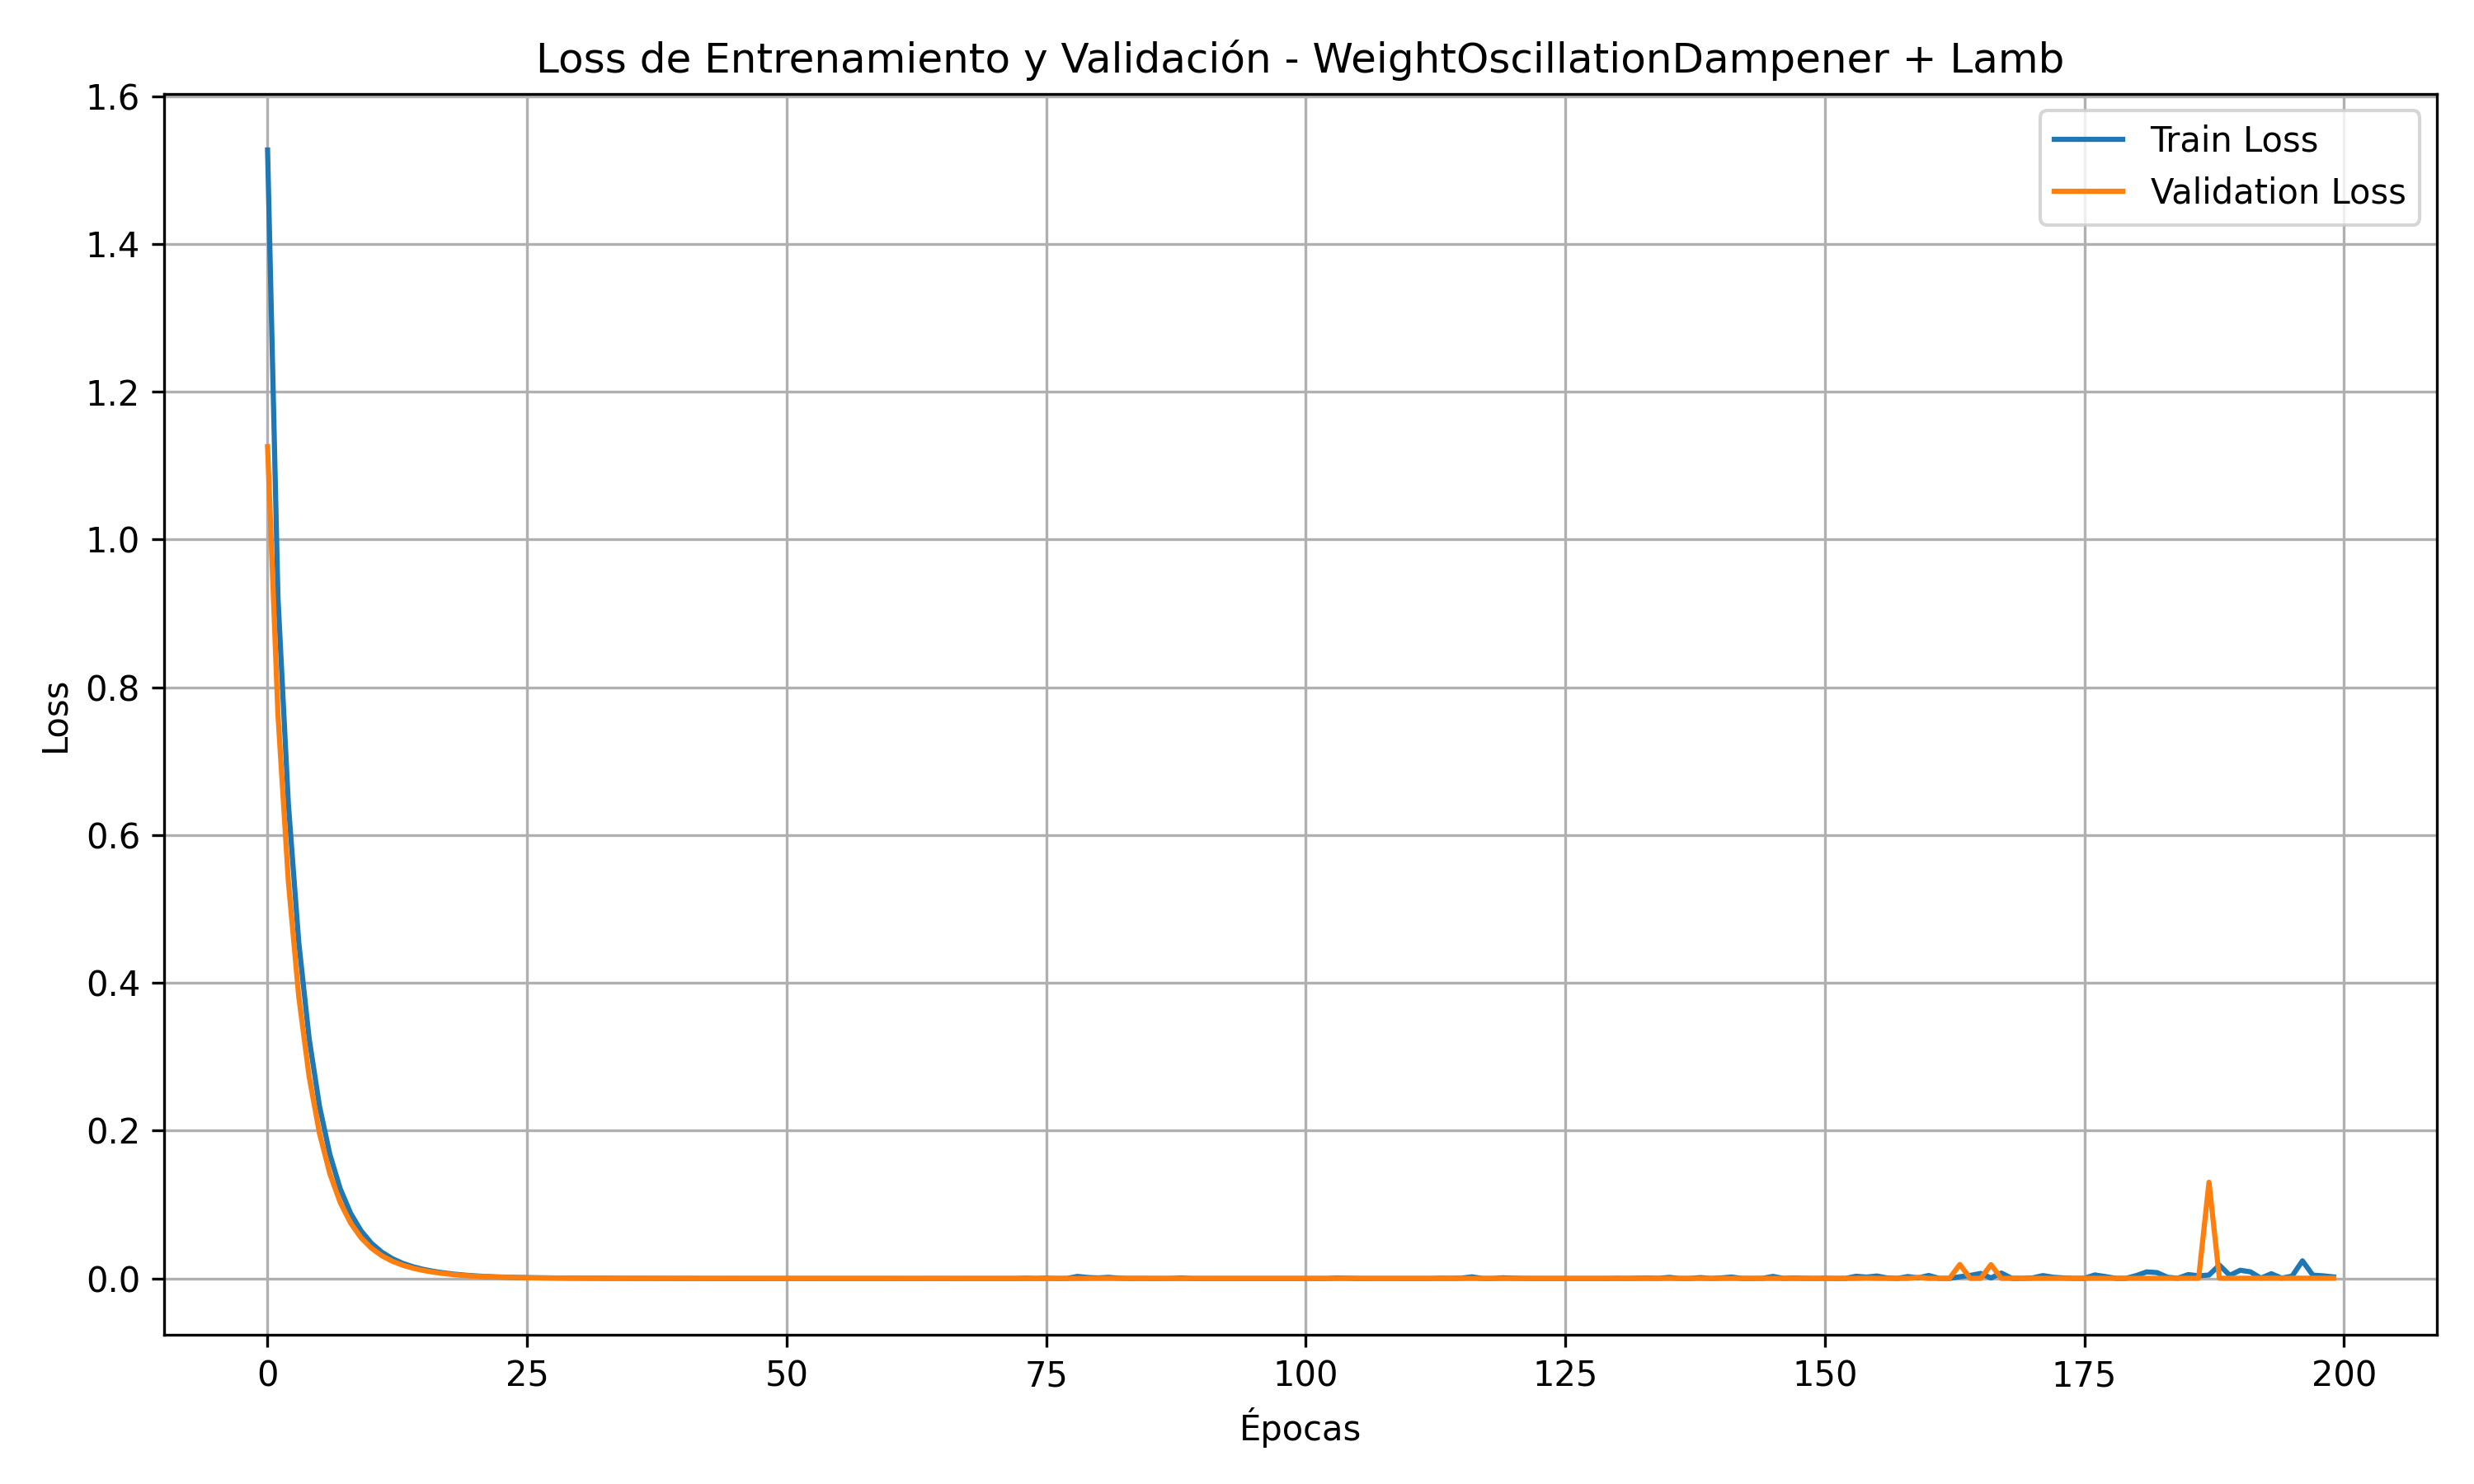 Loss de Entrenamiento y Validación - WeightOscillationDampener + Lamb
Train Loss
Validation Loss
1.6
1.4
1.2
1.0
0.8
0.6
0.4
0.2
0.0
Loss
0 25 50 75 100 125 150 175 200
Épocas